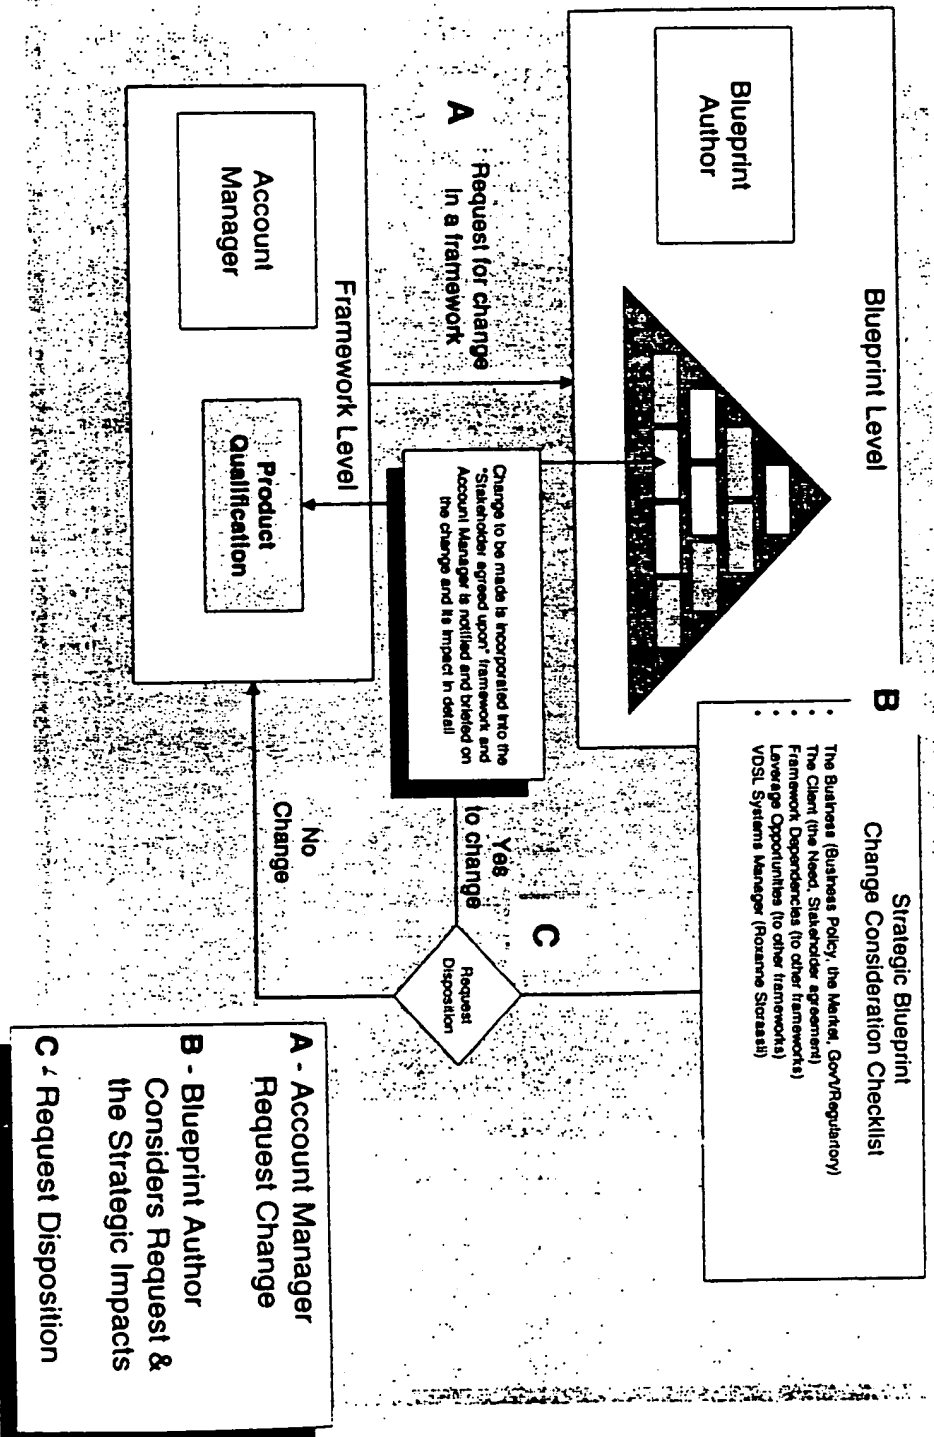 Blueprint Level
Blueprint
Author
B
Strategic Blueprint
Change Consideration Checklist
• The Business (Business Policy, the Market, Govt/Regulartory)
• The Client (the Need, Stakeholder agreement)
• Framework Dependencies (to other frameworks)
• Leverage Opportunities (to other frameworks)
• VDSL Systems Manager (Roxanne Storaasli)
A
Request for change
in a framework
Change to be made is incorporated into the
"Stakeholder agreed upon" framework and
Account Manager is notified and briefed on
the change and its impact in detail
Yes
to change
C
Request
Disposition
Framework Level
Account
Manager
Product
Qualification
No
Change
A - Account Manager
Request Change
B - Blueprint Author
Considers Request &
the Strategic Impacts
C - Request Disposition